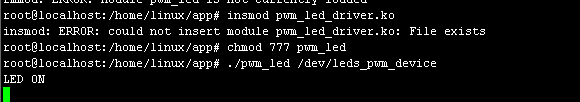 rmmod: ERROR: Module pwm_led is not currently loaded
root@localhost:/home/linux/app# insmod pwm_led_driver.ko
insmod: ERROR: could not insert module pwm_led_driver.ko: File exists
root@localhost:/home/linux/app# chmod 777 pwm_led
root@localhost:/home/linux/app# ./pwm_led /dev/leds_pwm_device
LED ON